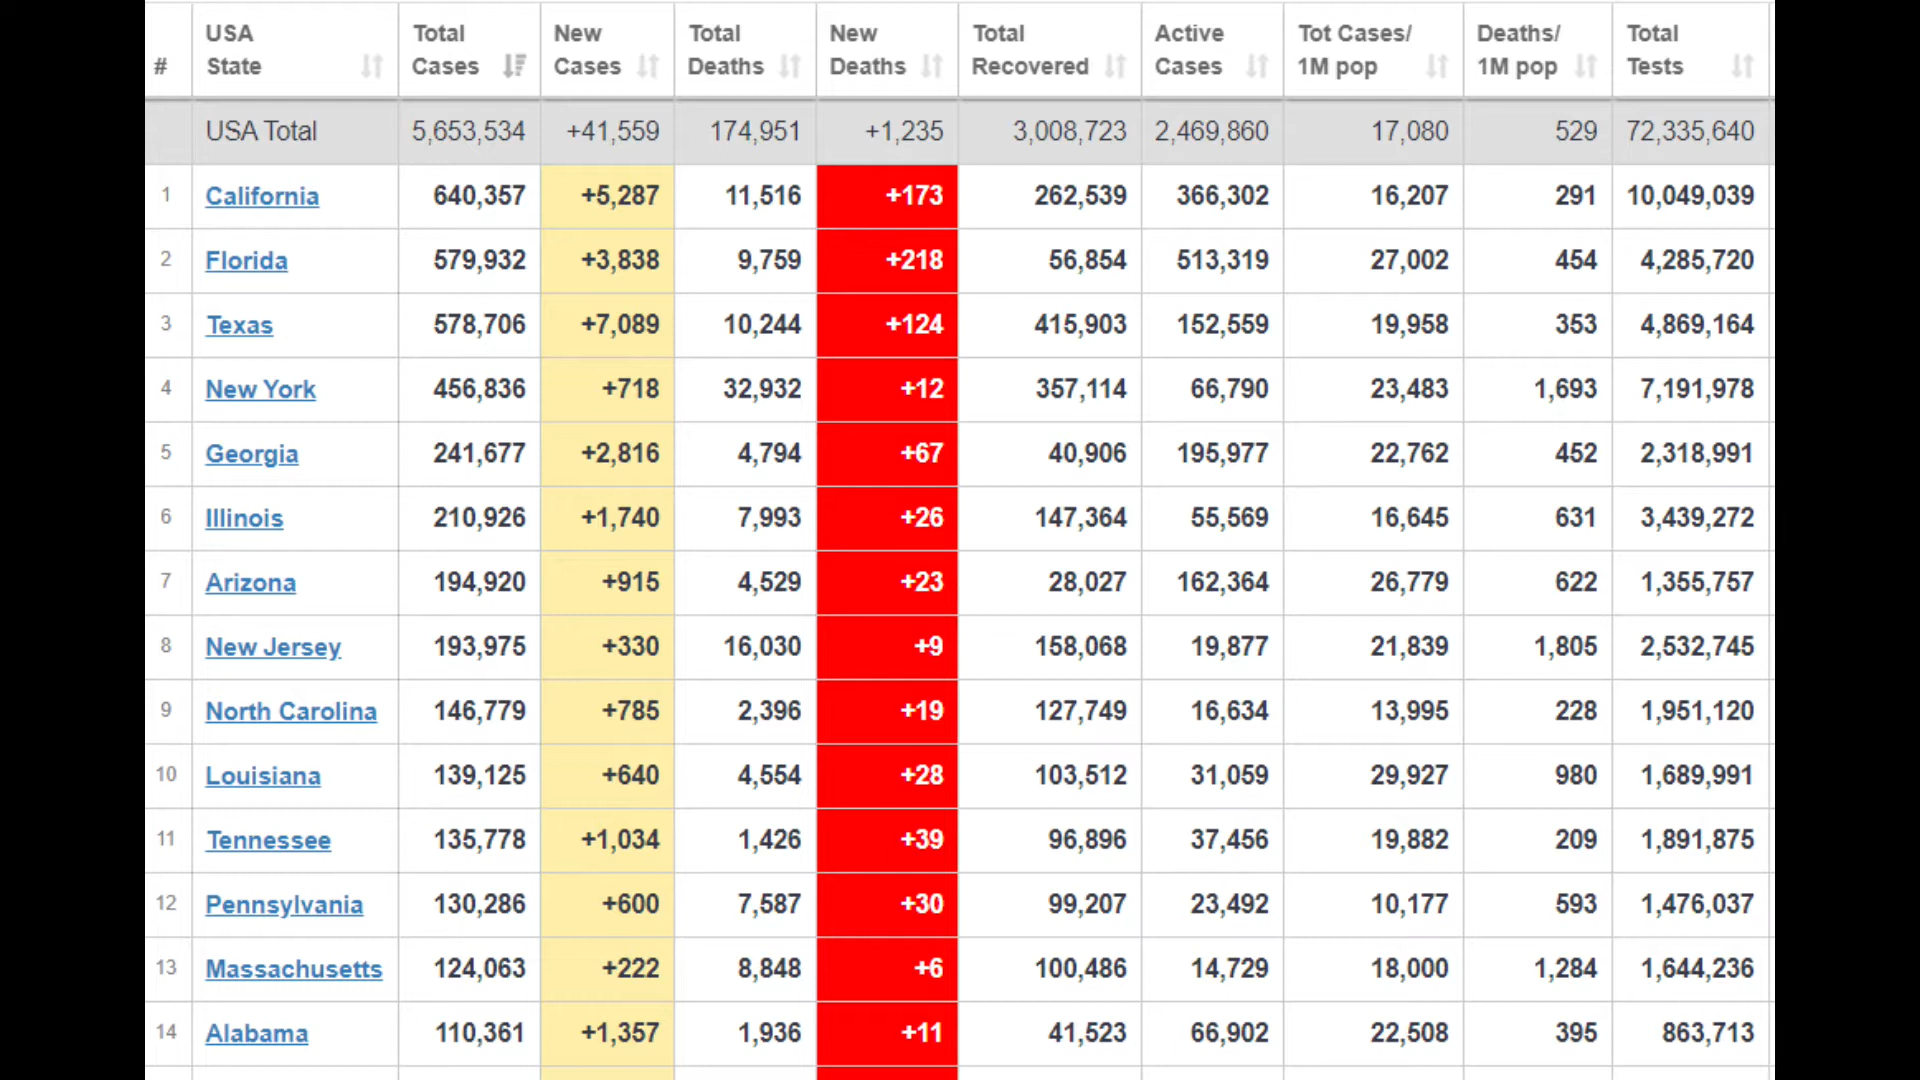 # USA State Total Cases New Cases Total Deaths New Deaths Total Recovered Active Cases Tot Cases/ 1M pop Deaths/ 1M pop Total Tests
USA Total 5,653,534 +41,559 174,951 +1,235 3,008,723 2,469,860 17,080 529 72,335,640
1 California 640,357 +5,287 11,516 +173 262,539 366,302 16,207 291 10,049,039
2 Florida 579,932 +3,838 9,759 +218 56,854 513,319 27,002 454 4,285,720
3 Texas 578,706 +7,089 10,244 +124 415,903 152,559 19,958 353 4,869,164
4 New York 456,836 +718 32,932 +12 357,114 66,790 23,483 1,693 7,191,978
5 Georgia 241,677 +2,816 4,794 +67 40,906 195,977 22,762 452 2,318,991
6 Illinois 210,926 +1,740 7,993 +26 147,364 55,569 16,645 631 3,439,272
7 Arizona 194,920 +915 4,529 +23 28,027 162,364 26,779 622 1,355,757
8 New Jersey 193,975 +330 16,030 +9 158,068 19,877 21,839 1,805 2,532,745
9 North Carolina 146,779 +785 2,396 +19 127,749 16,634 13,995 228 1,951,120
10 Louisiana 139,125 +640 4,554 +28 103,512 31,059 29,927 980 1,689,991
11 Tennessee 135,778 +1,034 1,426 +39 96,896 37,456 19,882 209 1,891,875
12 Pennsylvania 130,286 +600 7,587 +30 99,207 23,492 10,177 593 1,476,037
13 Massachusetts 124,063 +222 8,848 +6 100,486 14,729 18,000 1,284 1,644,236
14 Alabama 110,361 +1,357 1,936 +11 41,523 66,902 22,508 395 863,713